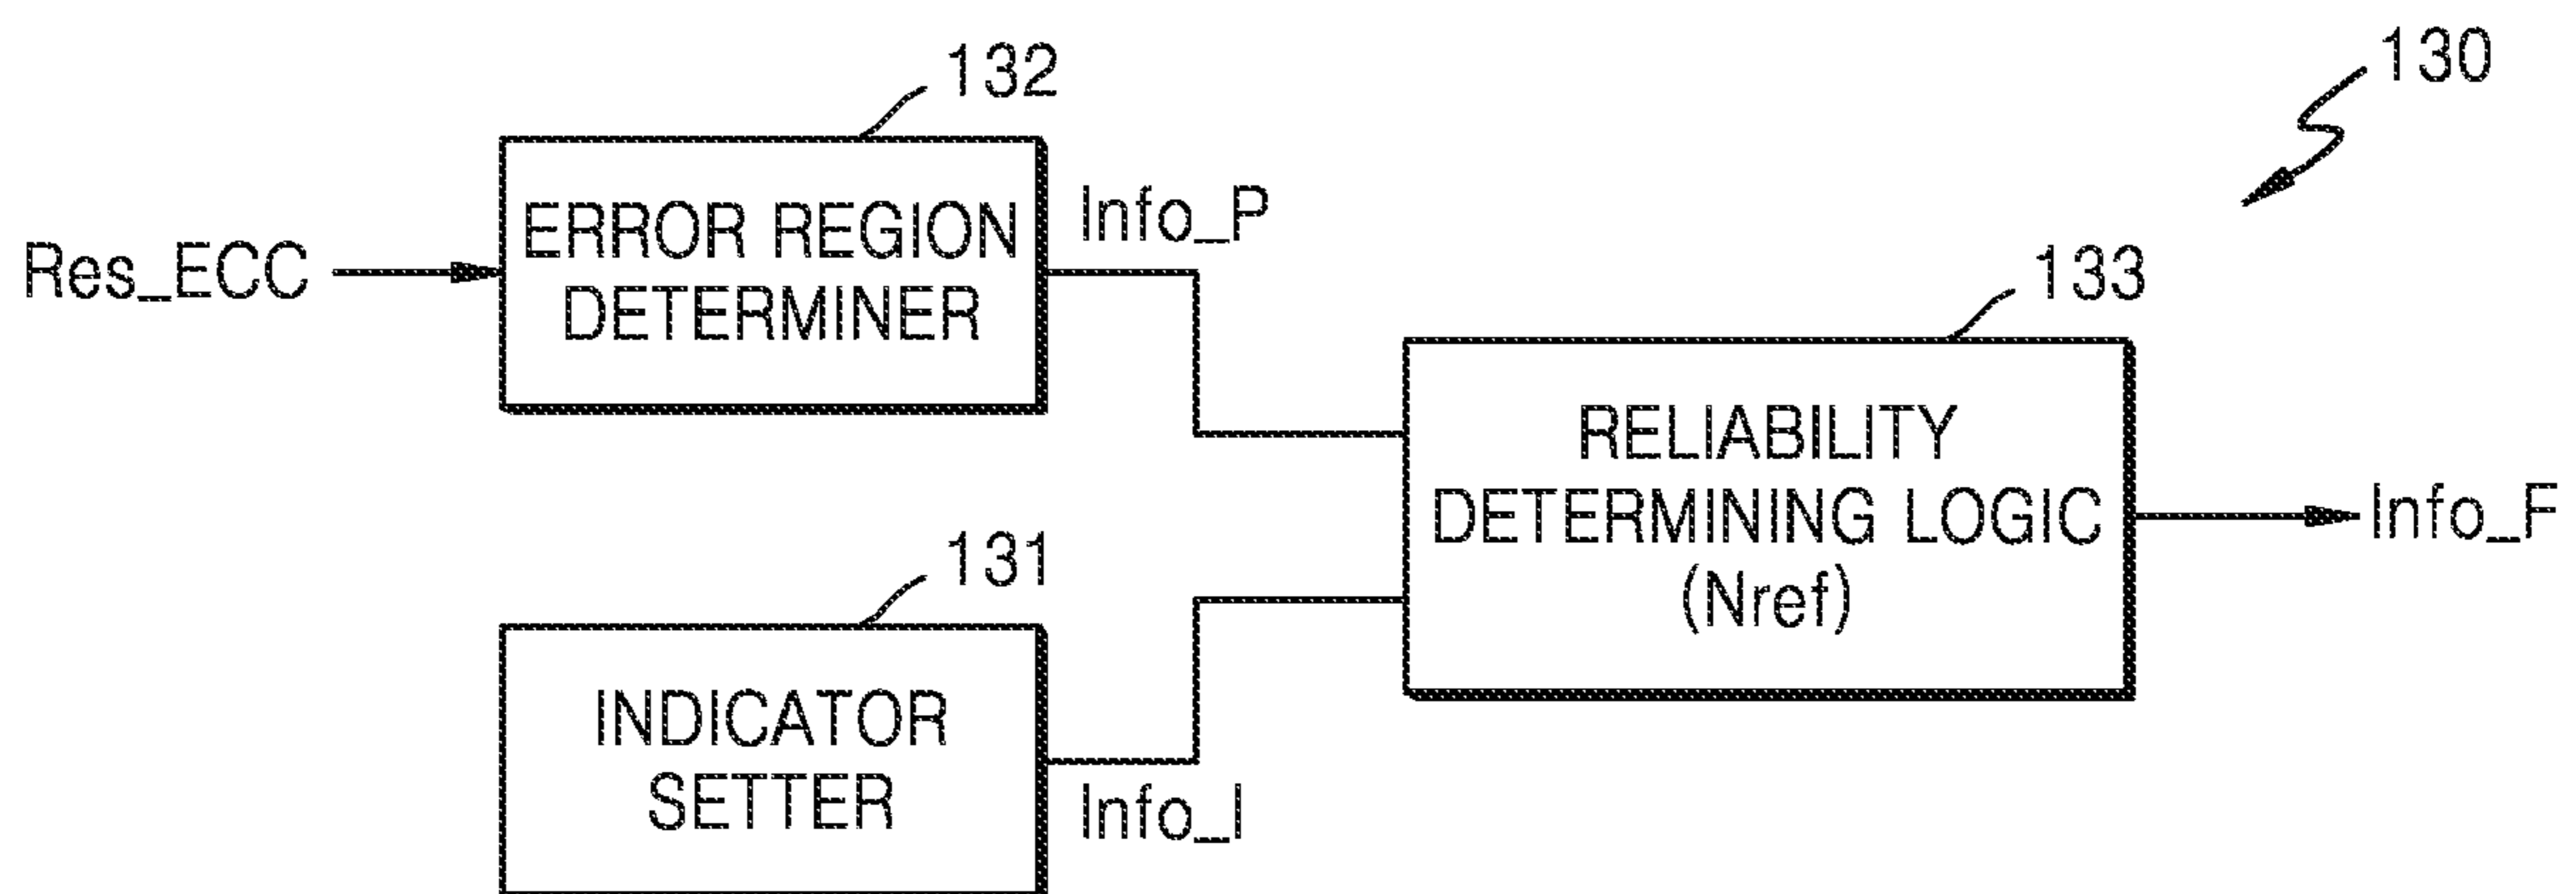 132
130
ERROR REGION
DETERMINER
Res_ECC
Info_P
133
RELIABILITY
DETERMINING LOGIC
(Nref)
Info_F
131
INDICATOR
SETTER
Info_I